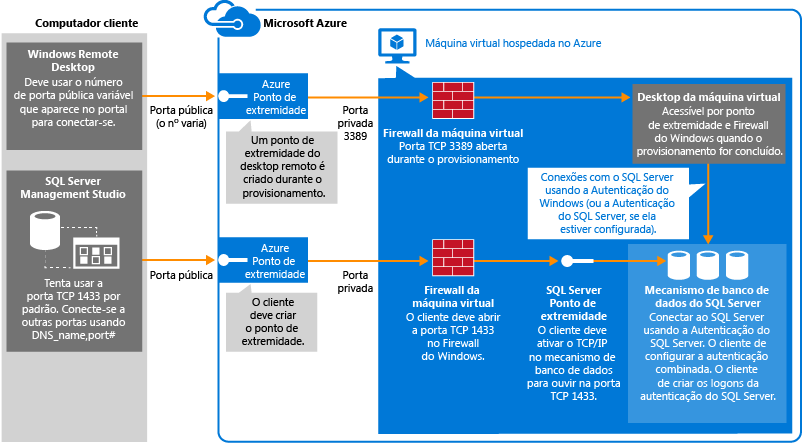 Computador cliente
Microsoft Azure
Máquina virtual hospedada no Azure
Windows Remote
Desktop
Deve usar o número
de porta pública variável
que aparece no portal
para conectar-se.
Porta pública
(o nº varia)
Azure
Ponto de
extremidade
Um ponto de
extremidade do
desktop remoto é
criado durante o
provisionamento.
Porta
privada
3389
Firewall da máquina virtual
Porta TCP 3389 aberta
durante o provisionamento
Desktop da máquina virtual
Acessível por ponto
de extremidade e Firewall
do Windows quando o
provisionamento for concluído.
Conexões com o SQL Server
usando a Autenticação do
Windows (ou a Autenticação
do SQL Server, se ela
estiver configurada).
SQL Server
Management Studio
Tenta usar a
porta TCP 1433 por
padrão. Conecte-se a
outras portas usando
DNS_name,port#
Porta pública
Azure
Ponto de
extremidade
O cliente
deve criar
o ponto de
extremidade.
Porta
privada
Firewall da
máquina virtual
O cliente deve abrir
a porta TCP 1433
no Firewall
do Windows.
SQL Server
Ponto de
extremidade
O cliente deve
ativar o TCP/IP
no mecanismo de
banco de dados
para ouvir na porta
TCP 1433.
Mecanismo de banco de
dados do SQL Server
Conectar ao SQL Server
usando a Autenticação do
SQL Server. O cliente de
configurar a autenticação
combinada. O cliente
de criar os logons da
autenticação do SQL Server.